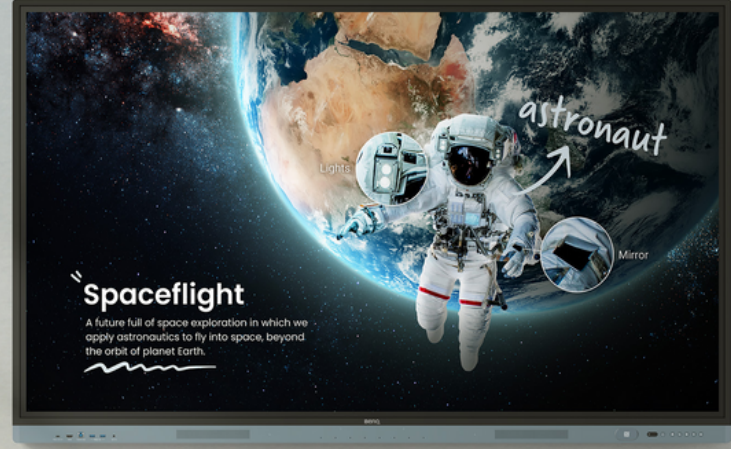 astronaut
Lights
Mirror
Spaceflight
A future full of space exploration in which we
apply astronautics to fly into space, beyond
the orbit of planet Earth.
BenQ